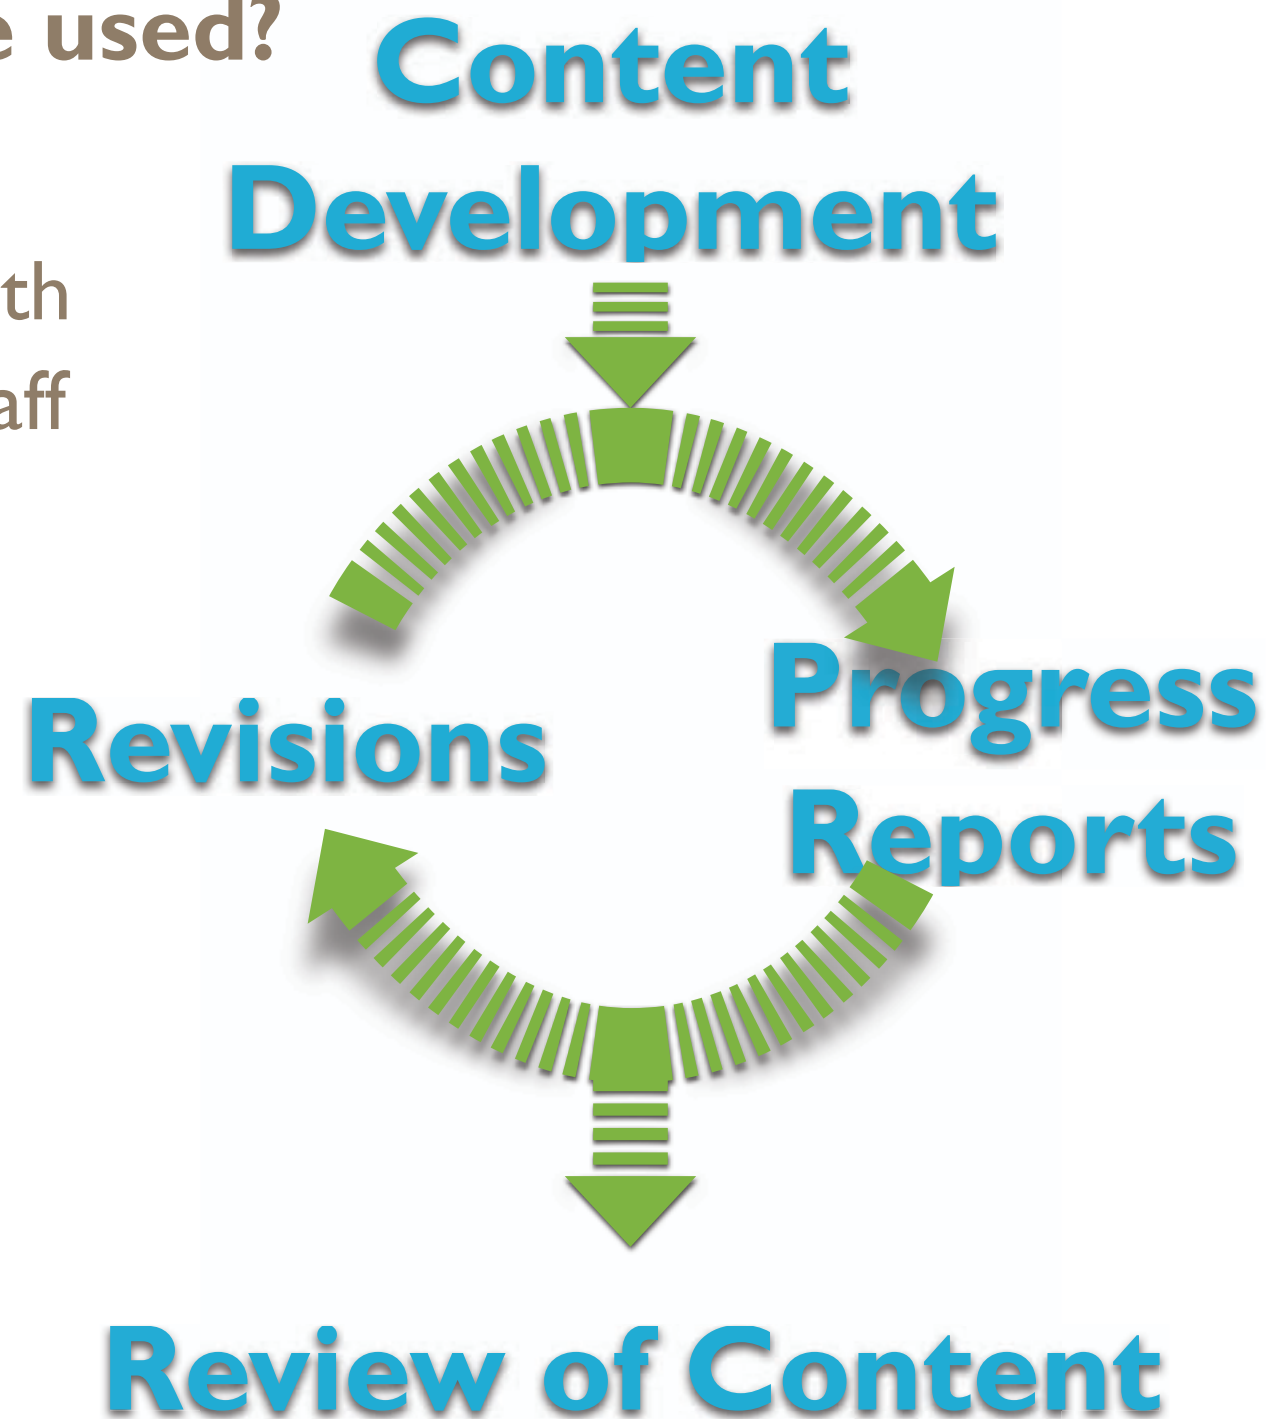 e used?
Content
Development
th
aff
Revisions
Progress
Reports
Review of Content